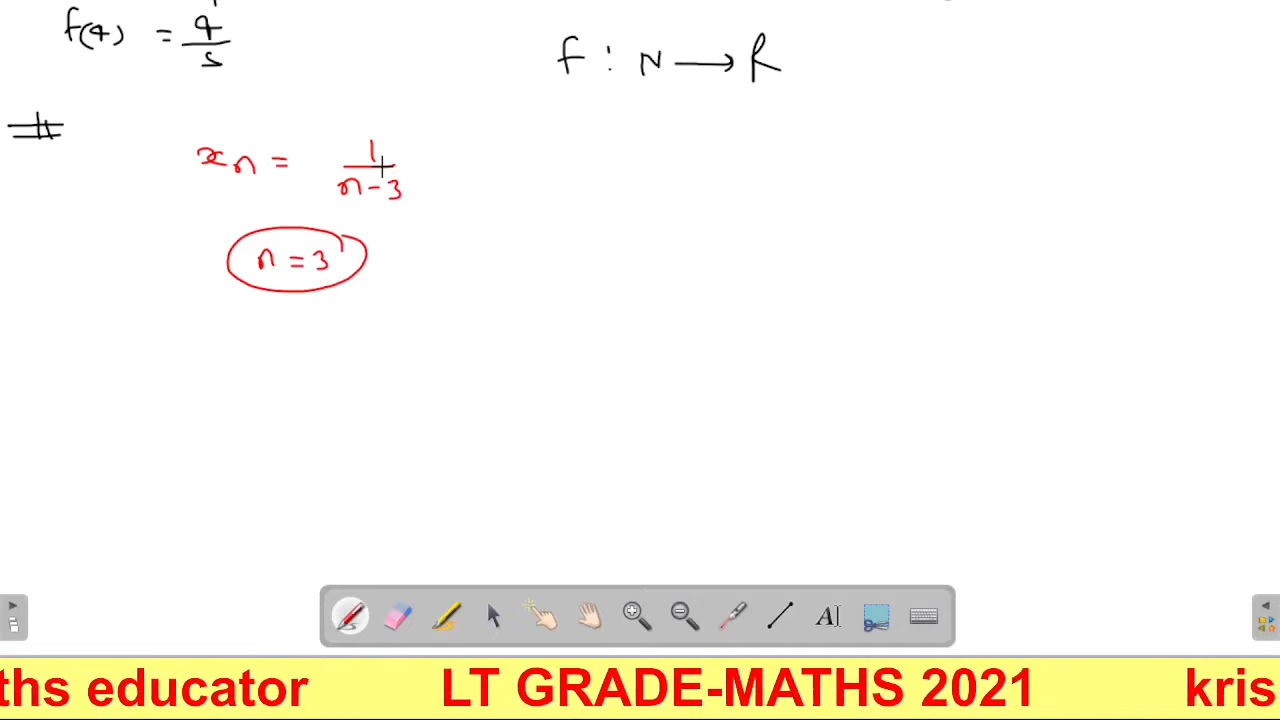 f(4) = 4/5
f : N → R
xn = 1/n-3
n = 3
ths educator LT GRADE-MATHS 2021 kris